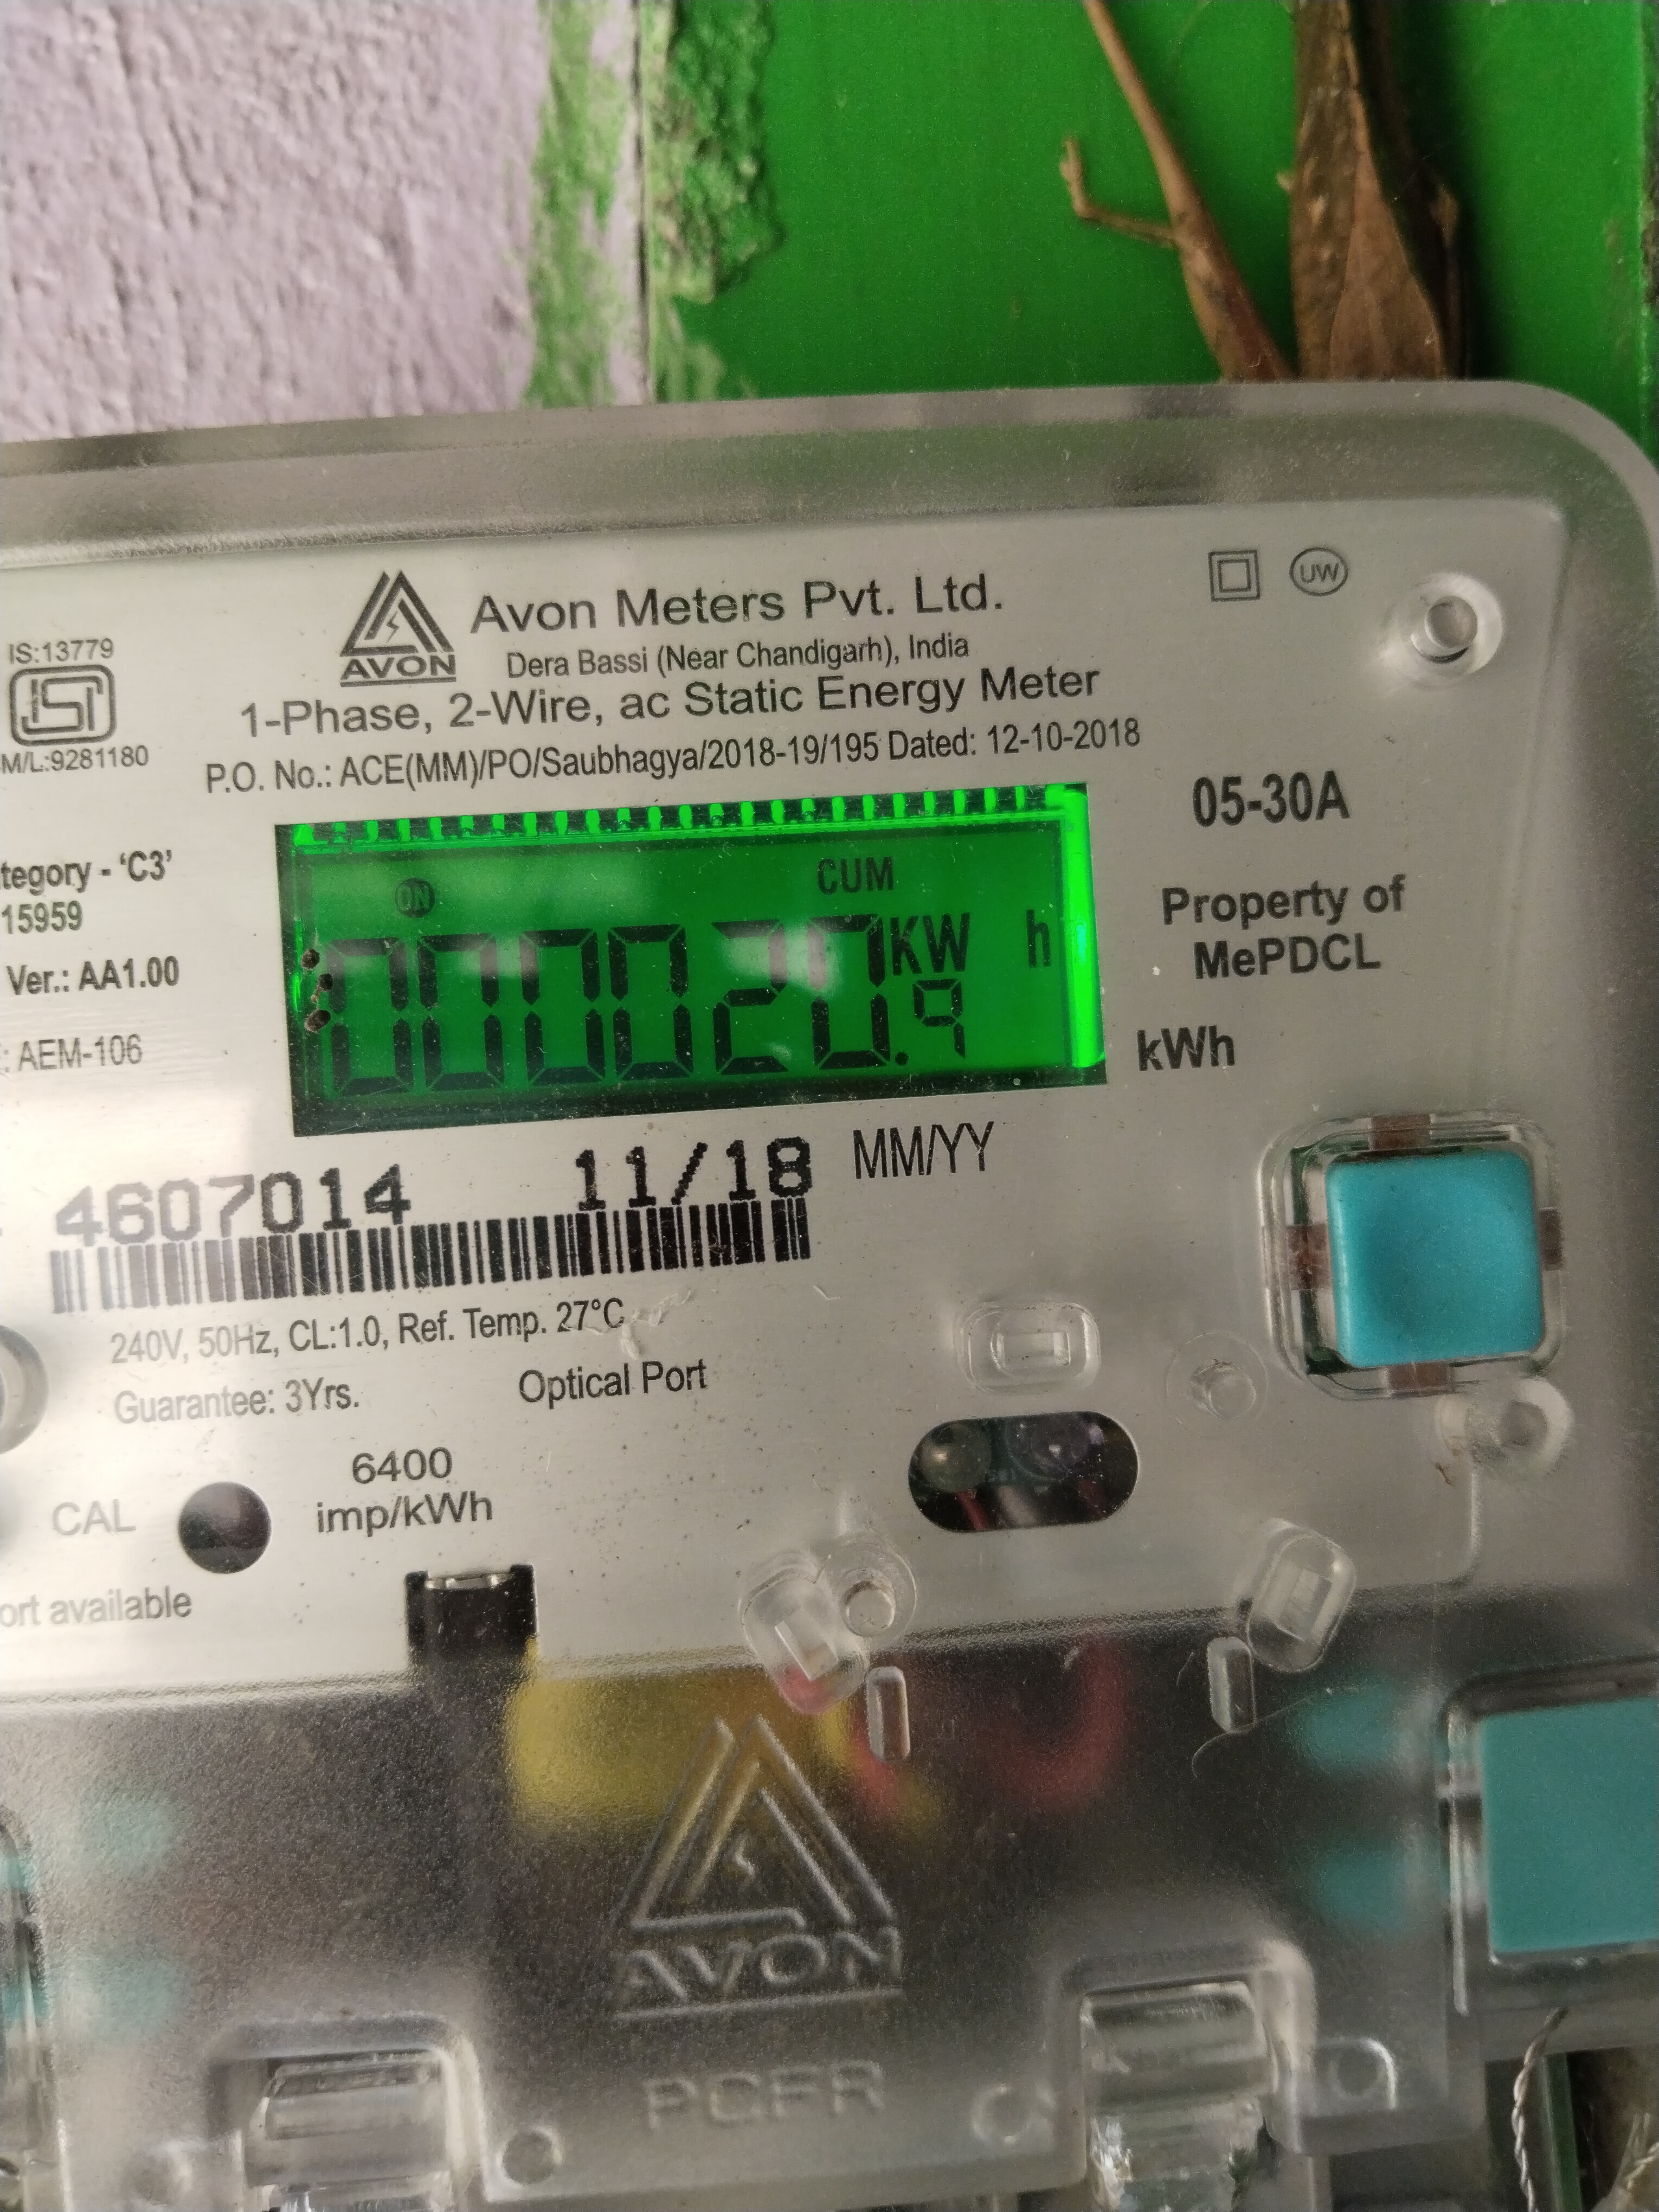 UW
Avon Meters Pvt. Ltd.
AVON
Dera Bassi (Near Chandigarh), India
1-Phase, 2-Wire, ac Static Energy Meter
P.O. No.: ACE(MM)/PO/Saubhagya/2018-19/195 Dated: 12-10-2018
IS:13779
ISI
M/L:9281180
05-30A
tegory - ‘C3’
15959
Ver.: AA1.00
: AEM-106
ON
CUM
000020.9
KW h
Property of
MePDCL
kWh
4607014 11/18 MM/YY
240V, 50Hz, CL:1.0, Ref. Temp. 27°C
Guarantee: 3Yrs.
Optical Port
6400
imp/kWh
CAL
ort available
AVON
PCFR